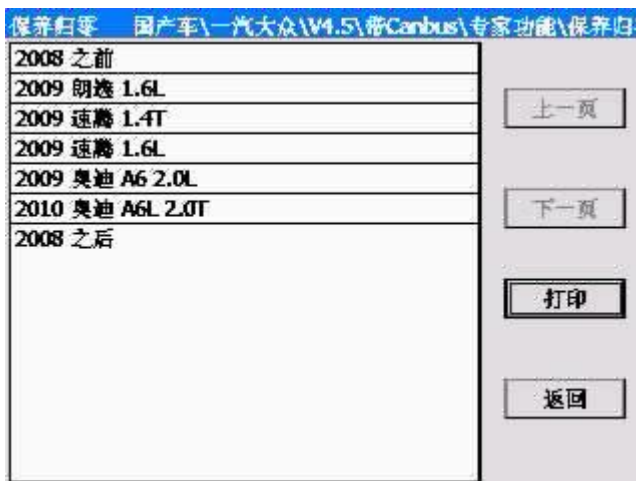 保养归零 国产车\一汽大众\V4.5\带Canbus\专家功能\保养归
2008 之前
2009 朗逸 1.6L
2009 速腾 1.4T
2009 速腾 1.6L
2009 奥迪 A6 2.0L
2010 奥迪 A6L 2.0T
2008 之后
上一页
下一页
打印
返回